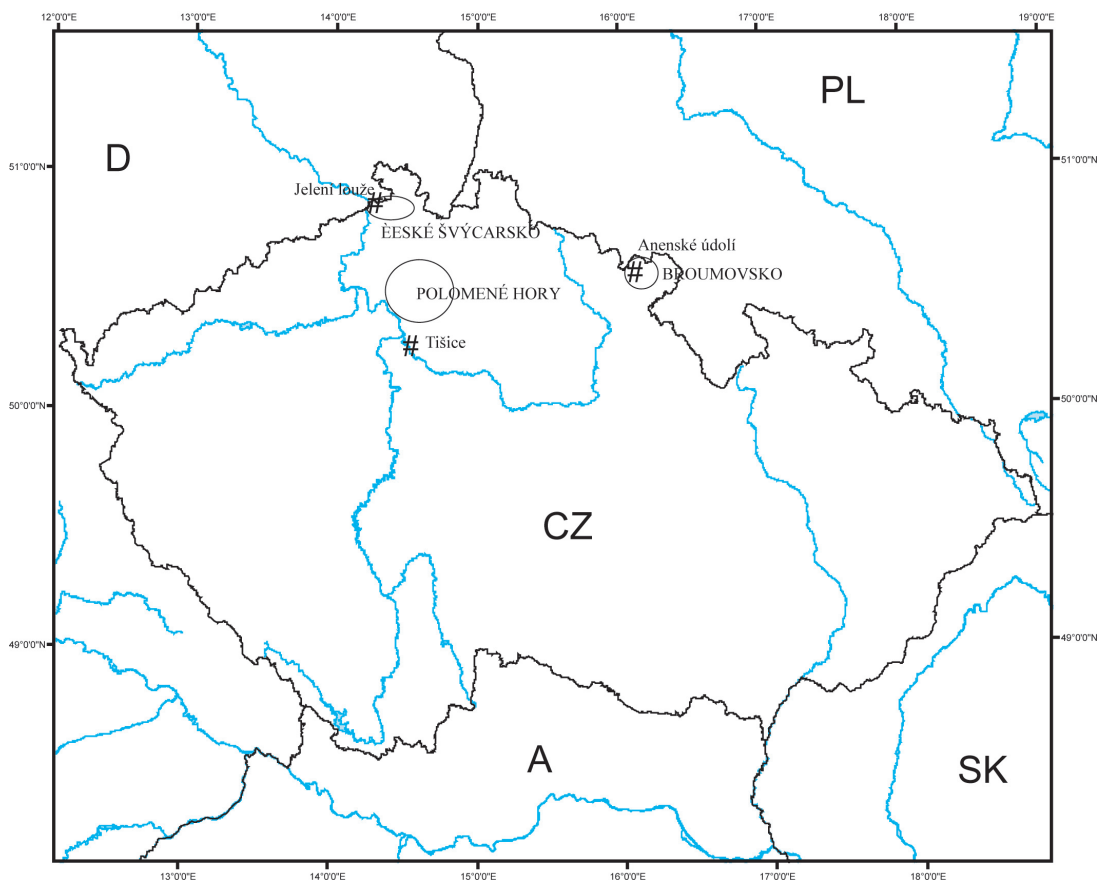 12°0'0"E 13°0'0"E 14°0'0"E 15°0'0"E 16°0'0"E 17°0'0"E 18°0'0"E 19°0'0"E
PL
D
51°0'0"N 51°0'0"N
Jelení louže
#
ÈESKÉ ŠVÝCARSKO
Anenské údolí
# BROUMOVSKO
POLOMENÉ HORY
# Tišice
50°0'0"N 50°0'0"N
CZ
49°0'0"N 49°0'0"N
A
SK
13°0'0"E 14°0'0"E 15°0'0"E 16°0'0"E 17°0'0"E 18°0'0"E